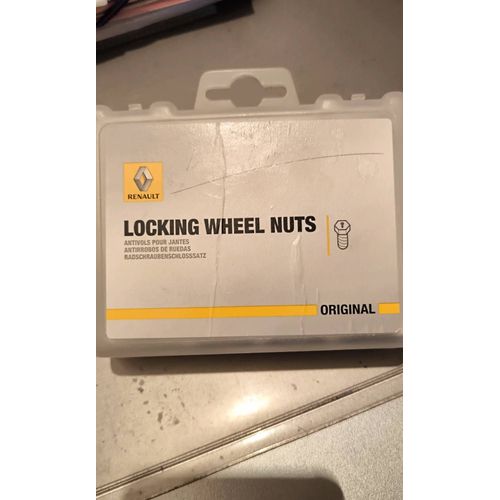 RENAULT
LOCKING WHEEL NUTS
ANTIVOLS POUR JANTES
ANTIRROBOS DE RUEDAS
RADSCHRAUBENSCHLOSSSATZ
ORIGINAL